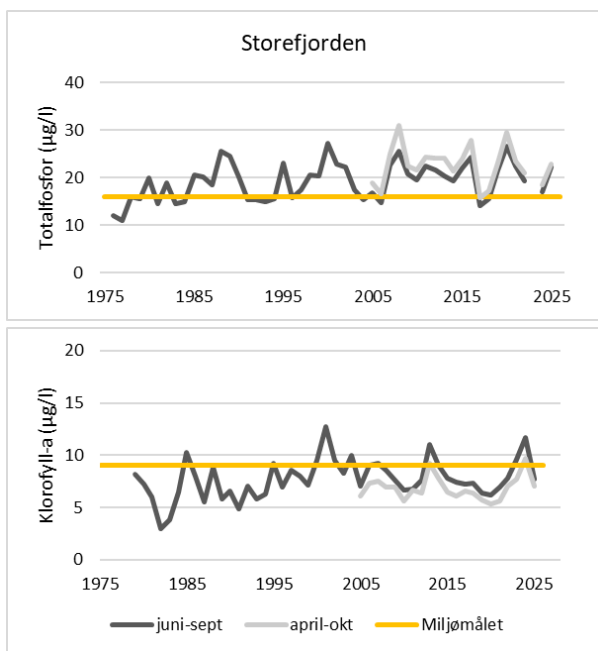 Storefjorden
Totalfosfor (µg/l)
40
30
20
10
0
1975 1985 1995 2005 2015 2025
Klorofyll-a (µg/l)
20
15
10
5
0
1975 1985 1995 2005 2015 2025
juni-sept april-okt Miljømålet